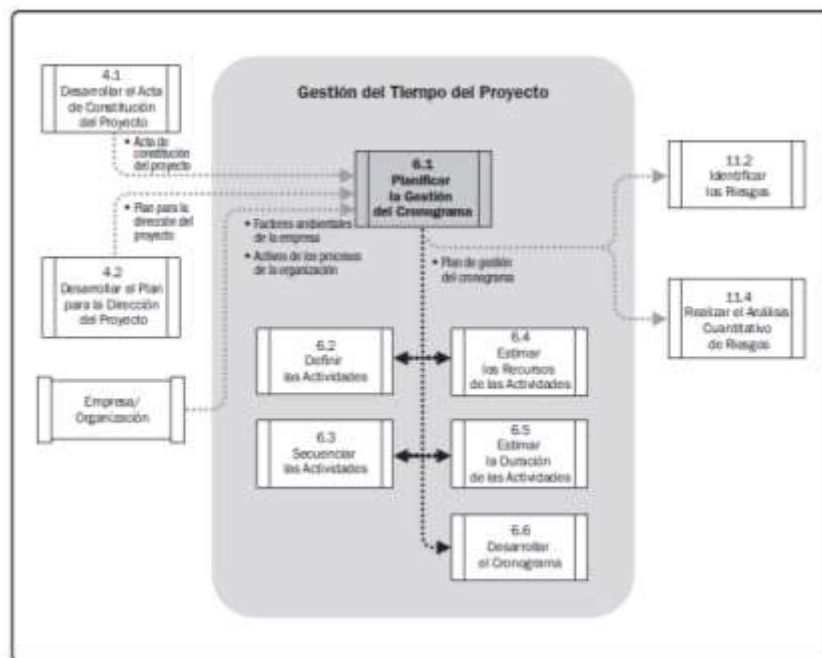 Gestión del Tiempo del Proyecto
4.1
Desarrollar el Acta
de Constitución
del Proyecto
• Acta de
constitución
del proyecto
6.1
Planificar
la Gestión
del Cronograma
11.2
Identificar
los Riesgos
• Plan para la
dirección del
proyecto
• Factores ambientales
de la empresa
• Activos de los procesos
de la organización
• Plan de gestión
del cronograma
4.2
Desarrollar el Plan
para la Dirección
del Proyecto
11.4
Realizar el Análisis
Cuantitativo
de Riesgos
6.2
Definir
las Actividades
6.4
Estimar
los Recursos
de las Actividades
Empresa/
Organización
6.3
Secuenciar
las Actividades
6.5
Estimar
la Duración
de las Actividades
6.6
Desarrollar
el Cronograma